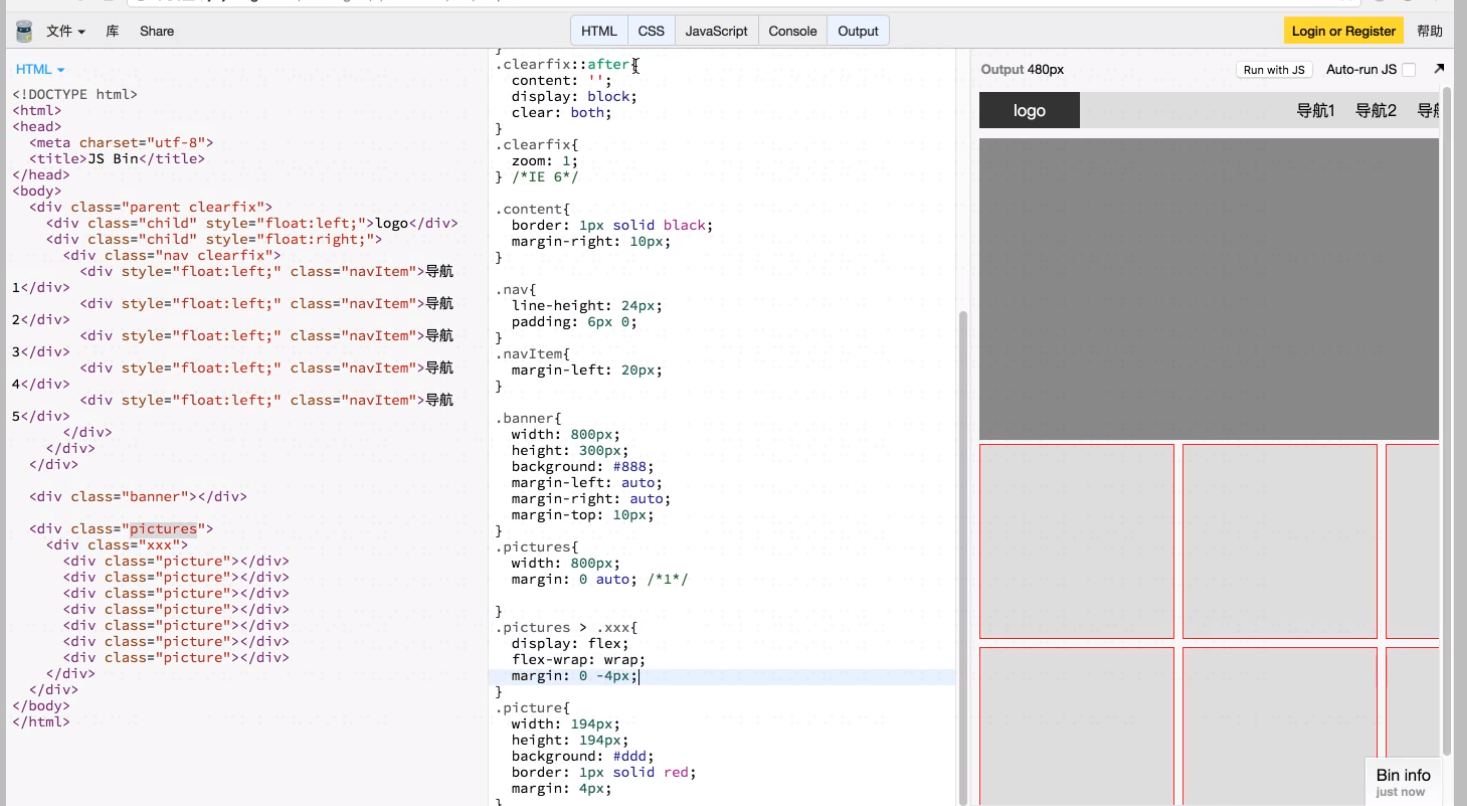 文件 库 Share HTML CSS JavaScript Console Output Login or Register 帮助
HTML
<!DOCTYPE html>
<html>
<head>
  <meta charset="utf-8">
  <title>JS Bin</title>
</head>
<body>
  <div class="parent clearfix">
    <div class="child" style="float:left;">logo</div>
    <div class="child" style="float:right;">
      <div class="nav clearfix">
        <div style="float:left;" class="navItem">导航
1</div>
        <div style="float:left;" class="navItem">导航
2</div>
        <div style="float:left;" class="navItem">导航
3</div>
        <div style="float:left;" class="navItem">导航
4</div>
        <div style="float:left;" class="navItem">导航
5</div>
      </div>
    </div>
  </div>
  <div class="banner"></div>
  <div class="pictures">
    <div class="xxx">
      <div class="picture"></div>
      <div class="picture"></div>
      <div class="picture"></div>
      <div class="picture"></div>
      <div class="picture"></div>
      <div class="picture"></div>
      <div class="picture"></div>
    </div>
  </div>
</body>
</html>
}
.clearfix::after{
  content: '';
  display: block;
  clear: both;
}
.clearfix{
  zoom: 1;
} /*IE 6*/
.content{
  border: 1px solid black;
  margin-right: 10px;
}
.nav{
  line-height: 24px;
  padding: 6px 0;
}
.navItem{
  margin-left: 20px;
}
.banner{
  width: 800px;
  height: 300px;
  background: #888;
  margin-left: auto;
  margin-right: auto;
  margin-top: 10px;
}
.pictures{
  width: 800px;
  margin: 0 auto; /*1*/
}
.pictures > .xxx{
  display: flex;
  flex-wrap: wrap;
  margin: 0 -4px;
}
.picture{
  width: 194px;
  height: 194px;
  background: #ddd;
  border: 1px solid red;
  margin: 4px;
}
Output 480px Run with JS Auto-run JS
logo 导航1 导航2 导航
Bin info
just now